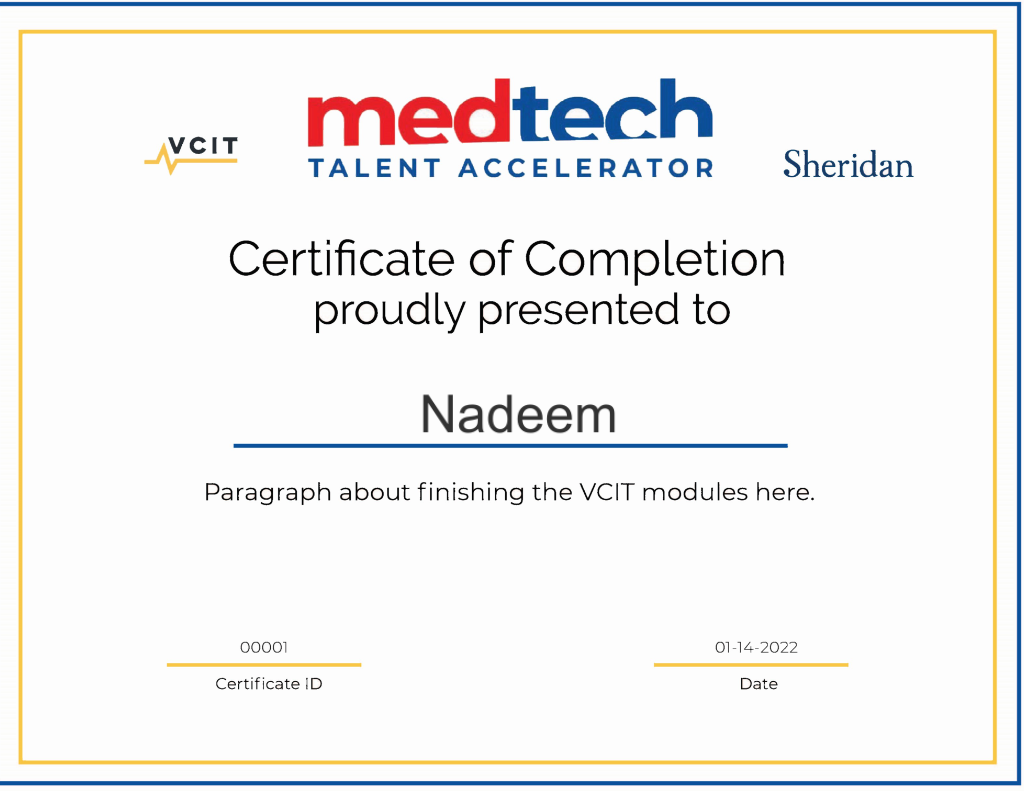 VCIT
medtech
TALENT ACCELERATOR
Sheridan
Certificate of Completion
proudly presented to
Nadeem
Paragraph about finishing the VCIT modules here.
00001
Certificate ID
01-14-2022
Date